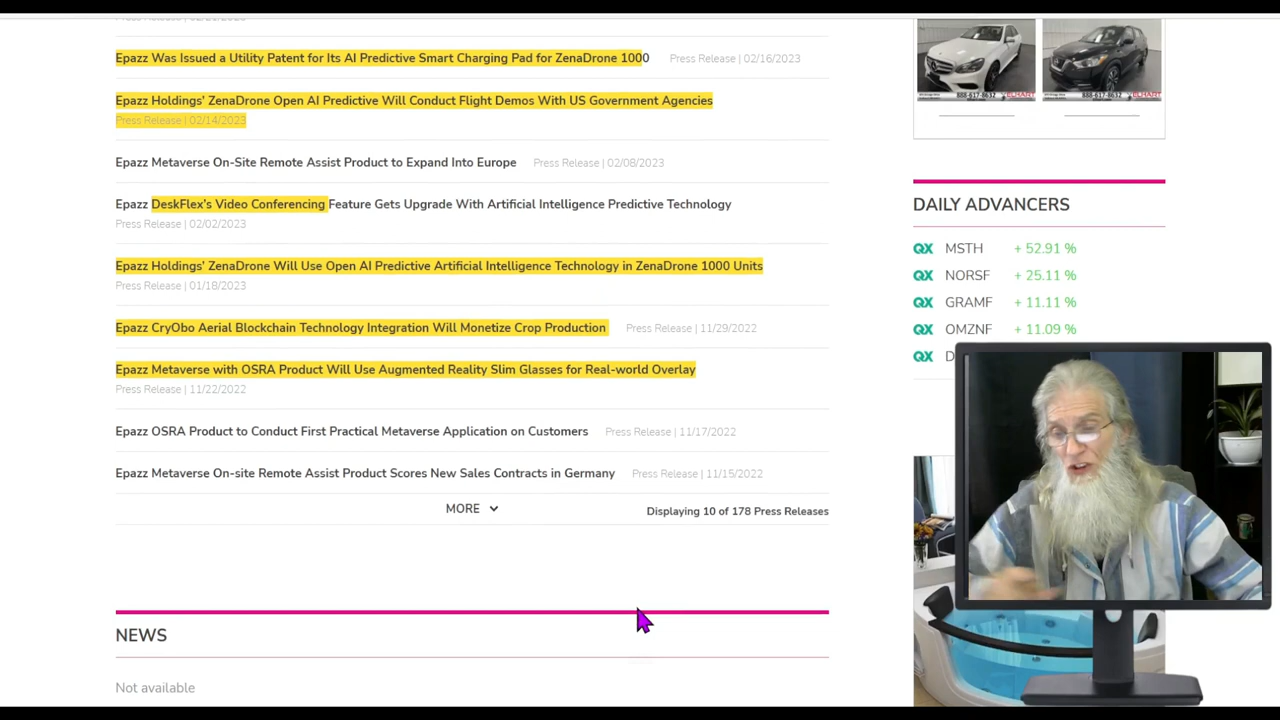 Epazz Was Issued a Utility Patent for Its AI Predictive Smart Charging Pad for ZenaDrone 1000 Press Release | 02/16/2023
Epazz Holdings' ZenaDrone Open AI Predictive Will Conduct Flight Demos With US Government Agencies
Press Release | 02/14/2023
Epazz Metaverse On-Site Remote Assist Product to Expand Into Europe Press Release | 02/08/2023
Epazz DeskFlex's Video Conferencing Feature Gets Upgrade With Artificial Intelligence Predictive Technology
Press Release | 02/02/2023
Epazz Holdings' ZenaDrone Will Use Open AI Predictive Artificial Intelligence Technology in ZenaDrone 1000 Units
Press Release | 01/18/2023
Epazz CryObo Aerial Blockchain Technology Integration Will Monetize Crop Production Press Release | 11/29/2022
Epazz Metaverse with OSRA Product Will Use Augmented Reality Slim Glasses for Real-world Overlay
Press Release | 11/22/2022
Epazz OSRA Product to Conduct First Practical Metaverse Application on Customers Press Release | 11/17/2022
Epazz Metaverse On-site Remote Assist Product Scores New Sales Contracts in Germany Press Release | 11/15/2022
MORE
Displaying 10 of 178 Press Releases
NEWS
Not available
DAILY ADVANCERS
QX MSTH + 52.91 %
QX NORSF + 25.11 %
QX GRAMF + 11.11 %
QX OMZNF + 11.09 %
QX